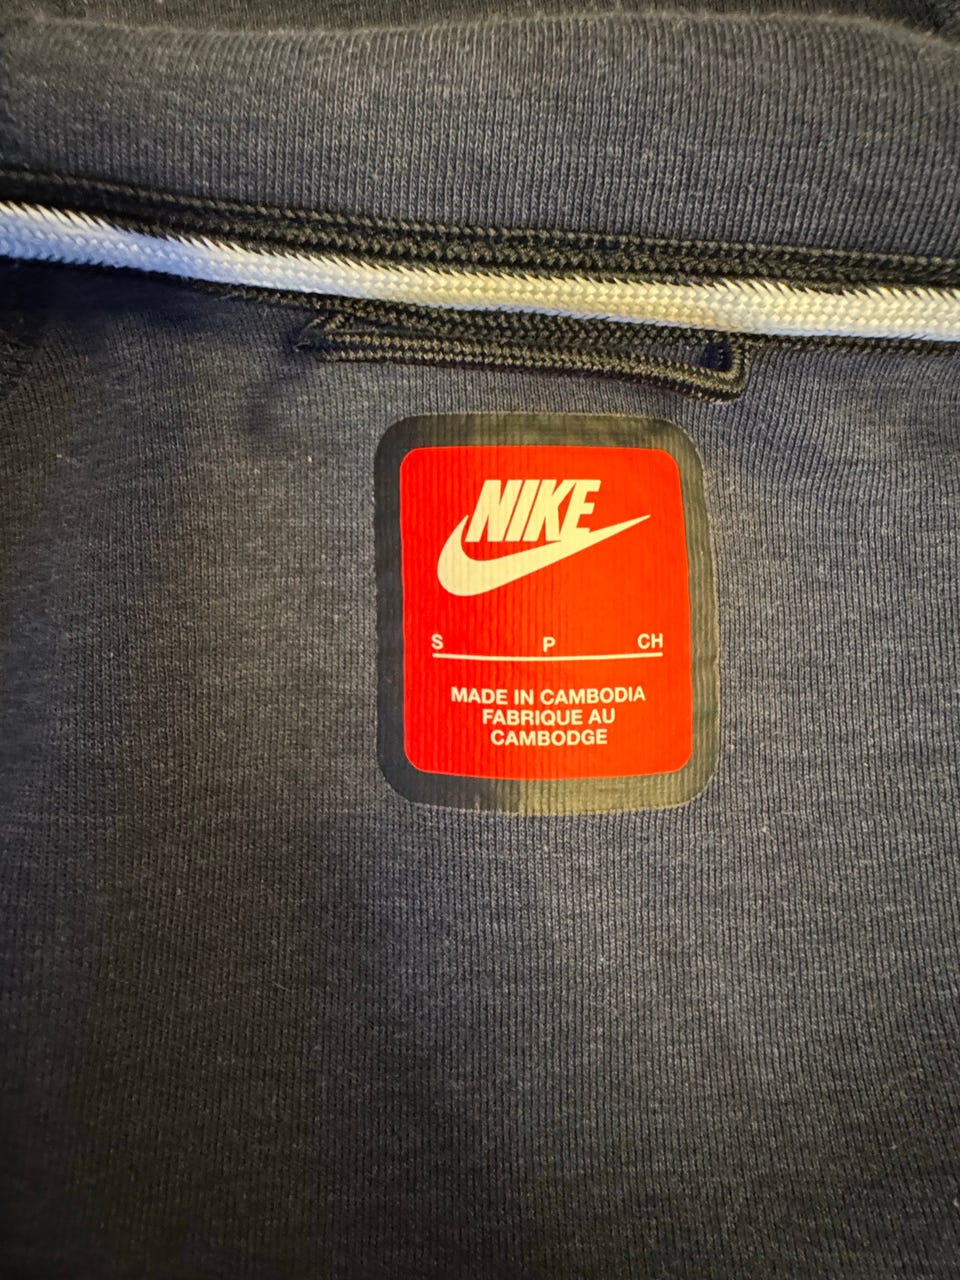 NIKE
S P CH
MADE IN CAMBODIA
FABRIQUE AU
CAMBODGE